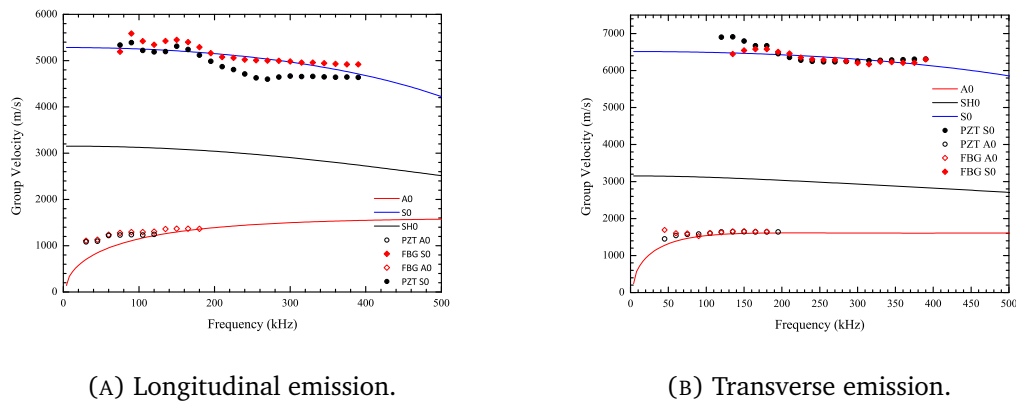 6000
5000
4000
3000
2000
1000
0
0
100
200
300
400
500
Group Velocity (m/s)
Frequency (kHz)
A0
S0
SH0
PZT A0
FBG S0
FBG A0
PZT S0
(A) Longitudinal emission.
7000
6000
5000
4000
3000
2000
1000
0
0
50
100
150
200
250
300
350
400
450
500
Group Velocity (m/s)
Frequency (kHz)
A0
SH0
S0
PZT S0
PZT A0
FBG A0
FBG S0
(B) Transverse emission.